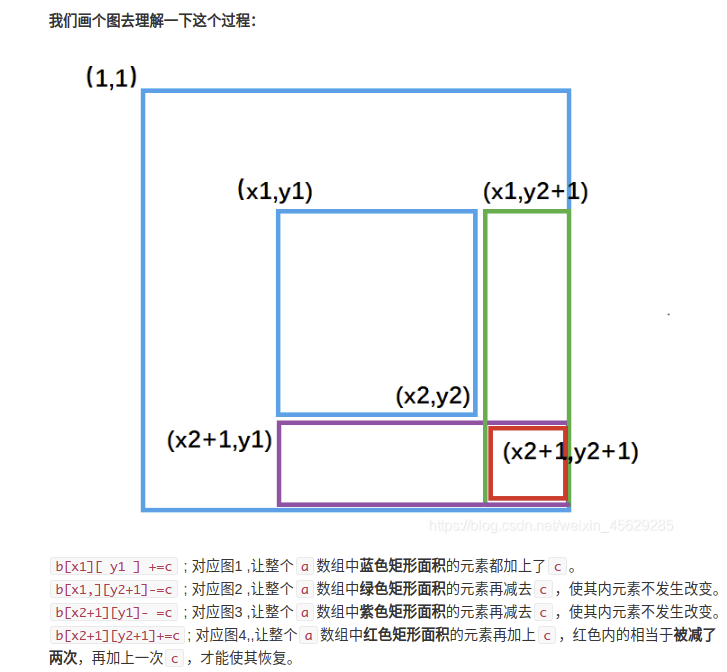 我们画个图去理解一下这个过程：
(1,1)
(x1,y1)
(x1,y2+1)
(x2,y2)
(x2+1,y1)
(x2+1,y2+1)
https://blog.csdn.net/weixin_45629285
b[x1][ y1 ] +=c ; 对应图1 ,让整个 a 数组中蓝色矩形面积的元素都加上了 c 。
b[x1，][y2+1]-=c ; 对应图2 ,让整个 a 数组中绿色矩形面积的元素再减去 c ，使其内元素不发生改变。
b[x2+1][y1]- =c ; 对应图3 ,让整个 a 数组中紫色矩形面积的元素再减去 c ，使其内元素不发生改变。
b[x2+1][y2+1]+=c ; 对应图4,,让整个 a 数组中红色矩形面积的元素再加上 c ，红色内的相当于被减了
两次，再加上一次 c ，才能使其恢复。